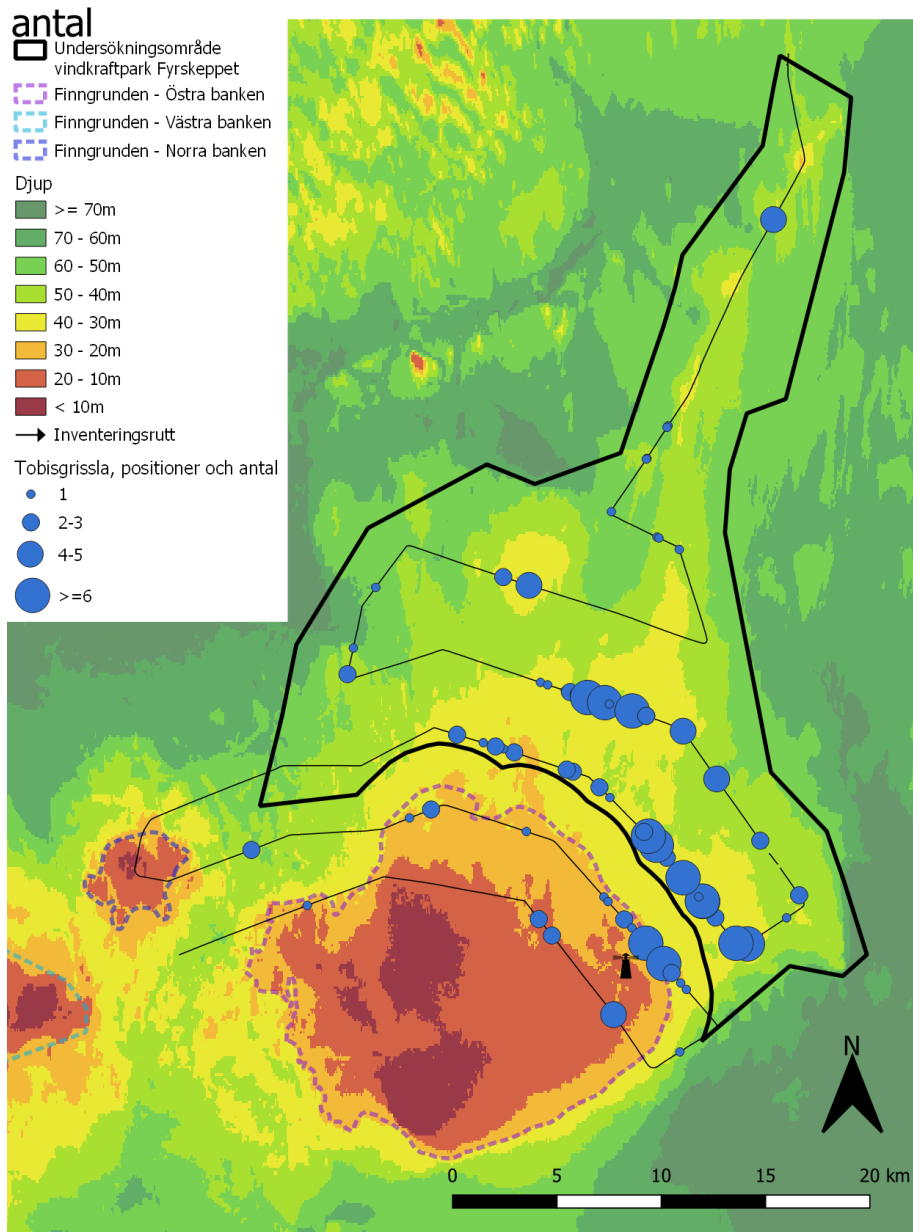 antal
Undersökningsområde
vindkraftpark Fyrskeppet
Finngrunden - Östra banken
Finngrunden - Västra banken
Finngrunden - Norra banken
Djup
>= 70m
70 - 60m
60 - 50m
50 - 40m
40 - 30m
30 - 20m
20 - 10m
< 10m
Inventeringsrutt
Tobisgrissla, positioner och antal
1
2-3
4-5
>=6
N
0 5 10 15 20 km